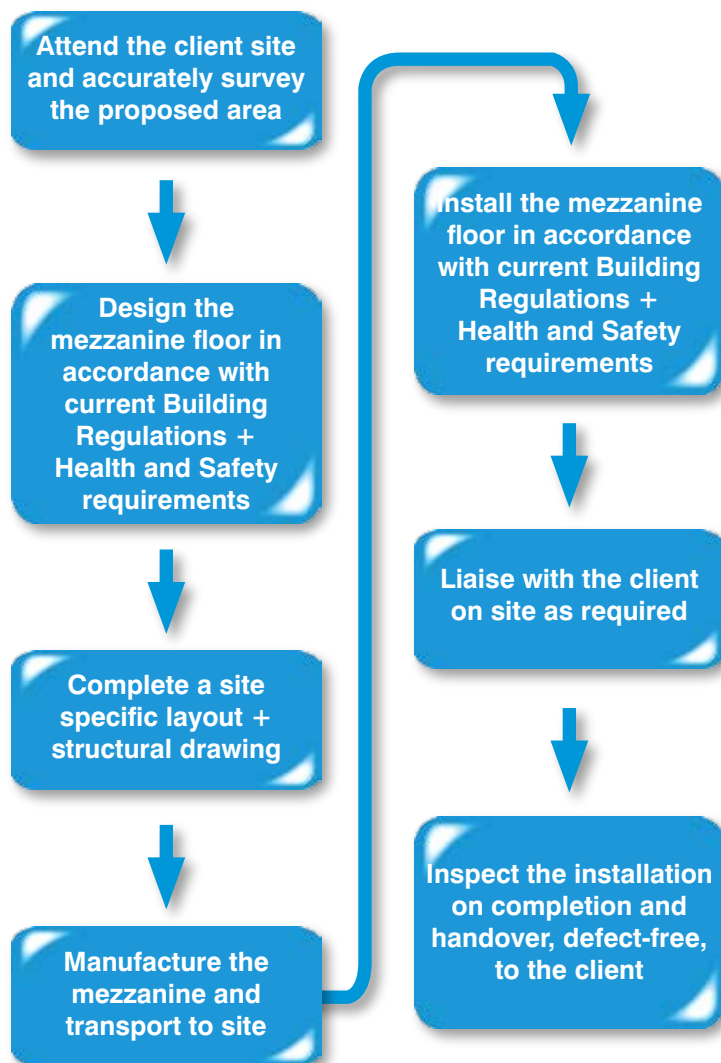 Attend the client site
and accurately survey
the proposed area
Design the
mezzanine floor in
accordance with
current Building
Regulations +
Health and Safety
requirements
Complete a site
specific layout +
structural drawing
Manufacture the
mezzanine and
transport to site
Install the mezzanine
floor in accordance
with current Building
Regulations +
Health and Safety
requirements
Liaise with the client
on site as required
Inspect the installation
on completion and
handover, defect-free,
to the client